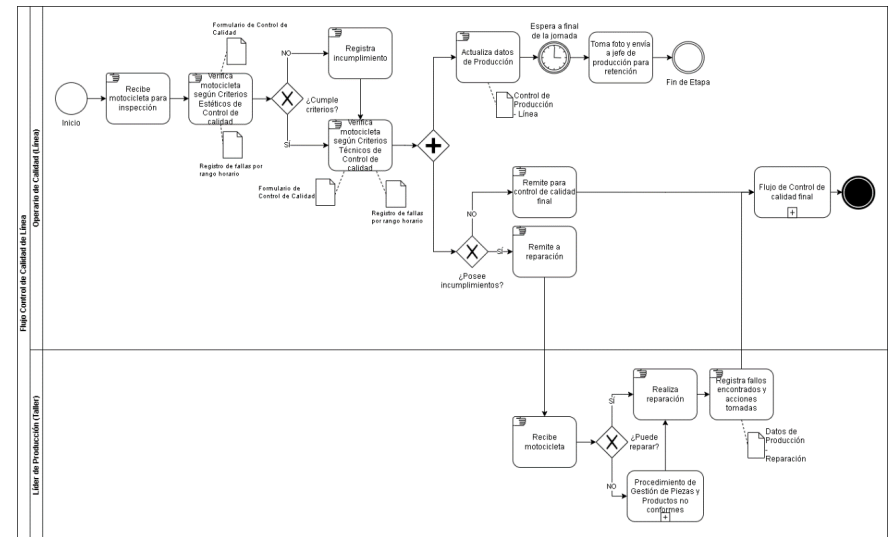 Flujo Control de Calidad de Línea
Operario de Calidad (Línea)
Inicio
Recibe
motocicleta para
inspección
Formulario de Control de
Calidad
Verifica
motocicleta
según Criterios
Estéticos de
Control de
calidad
Registro de fallas por
rango horario
¿Cumple
criterios?
NO
SÍ
Registra
incumplimiento
Verifica
motocicleta
según Criterios
Técnicos de
Control de
calidad
Formulario de
Control de Calidad
Registro de fallas
por rango horario
Actualiza datos
de Producción
Control de
Producción
- Línea
Espera a final
de la jornada
Toma foto y envía
a jefe de
producción para
retención
Fin de Etapa
¿Posee
incumplimientos?
NO
SÍ
Remite para
control de calidad
final
Remite a
reparación
Flujo de Control de
calidad final
Líder de Producción (Taller)
Recibe
motocicleta
¿Puede
reparar?
SÍ
NO
Realiza
reparación
Procedimiento de
Gestión de Piezas y
Productos no
conformes
Registra fallos
encontrados y
acciones
tomadas
Datos de
Producción
-
Reparación